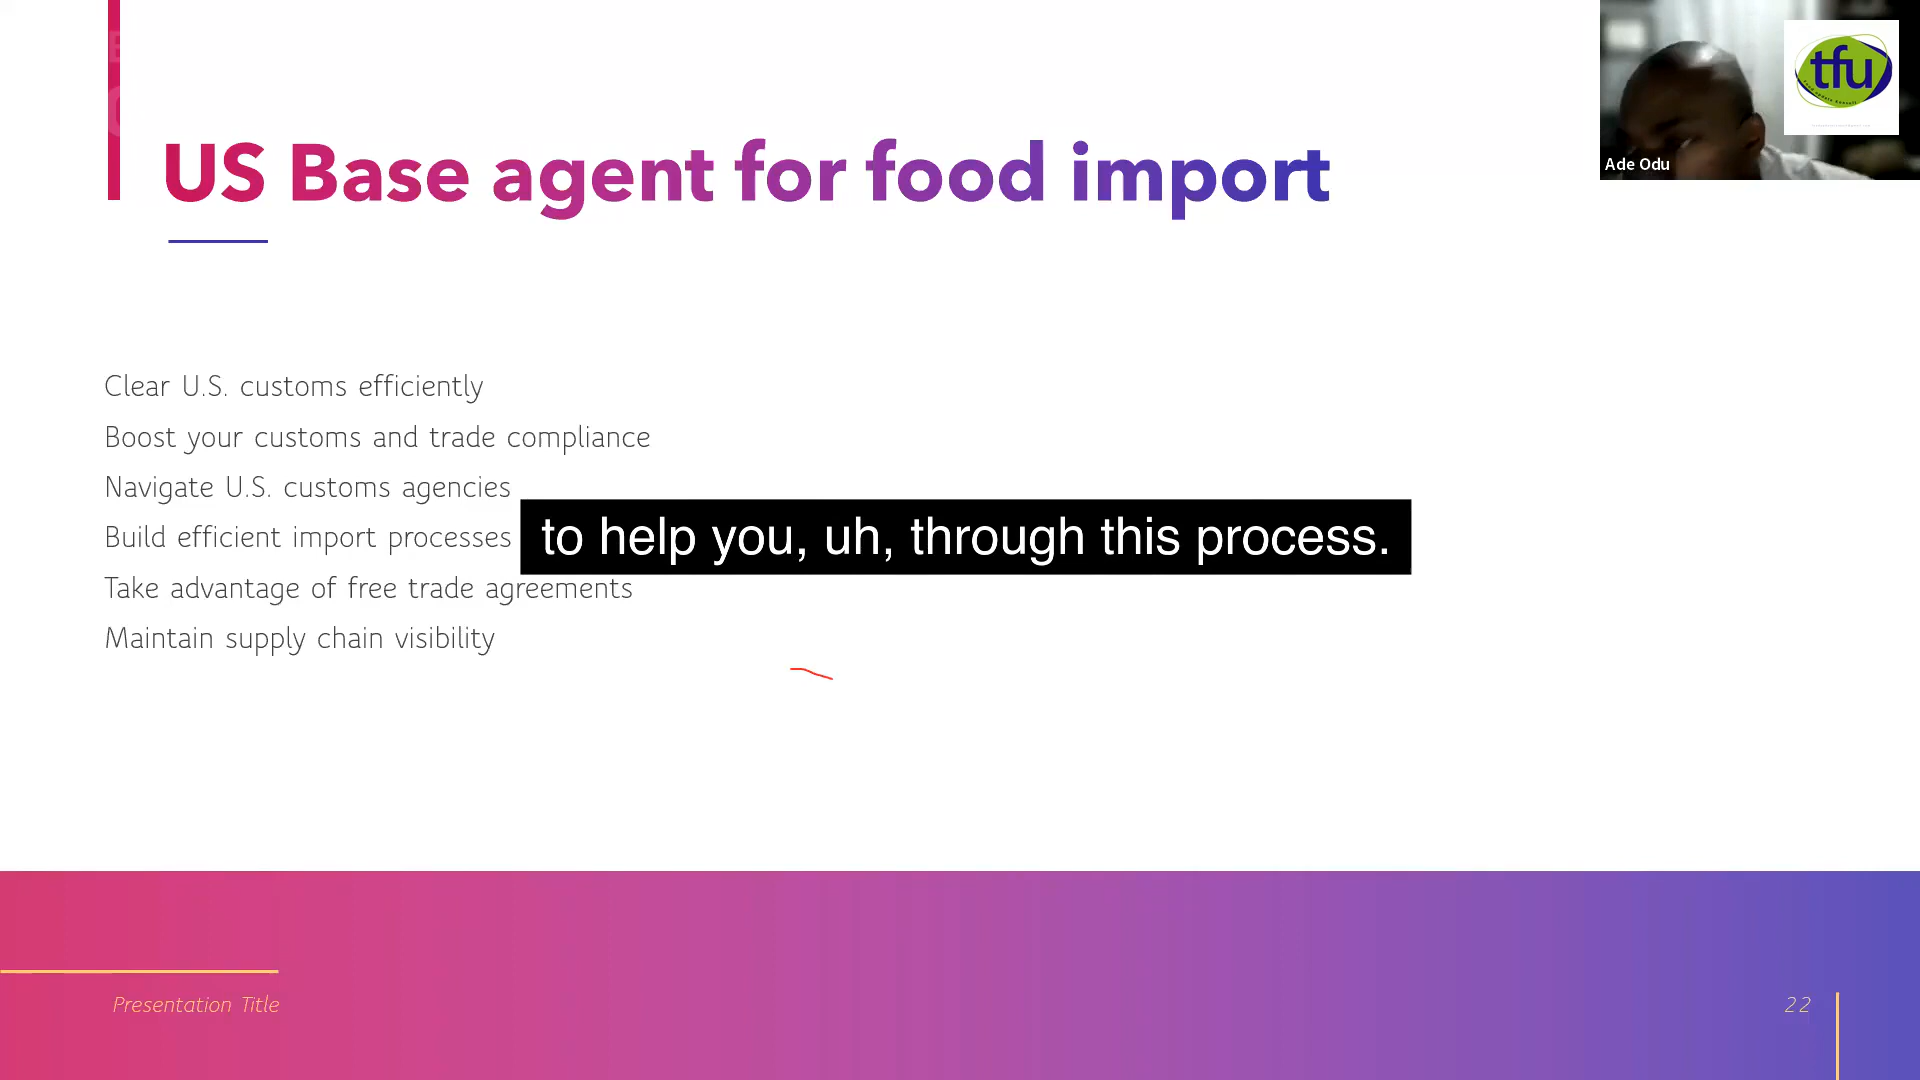 tfu
Ade Odu
US Base agent for food import
Clear U.S. customs efficiently
Boost your customs and trade compliance
Navigate U.S. customs agencies
Build efficient import processes
to help you, uh, through this process.
Take advantage of free trade agreements
Maintain supply chain visibility
Presentation Title
22